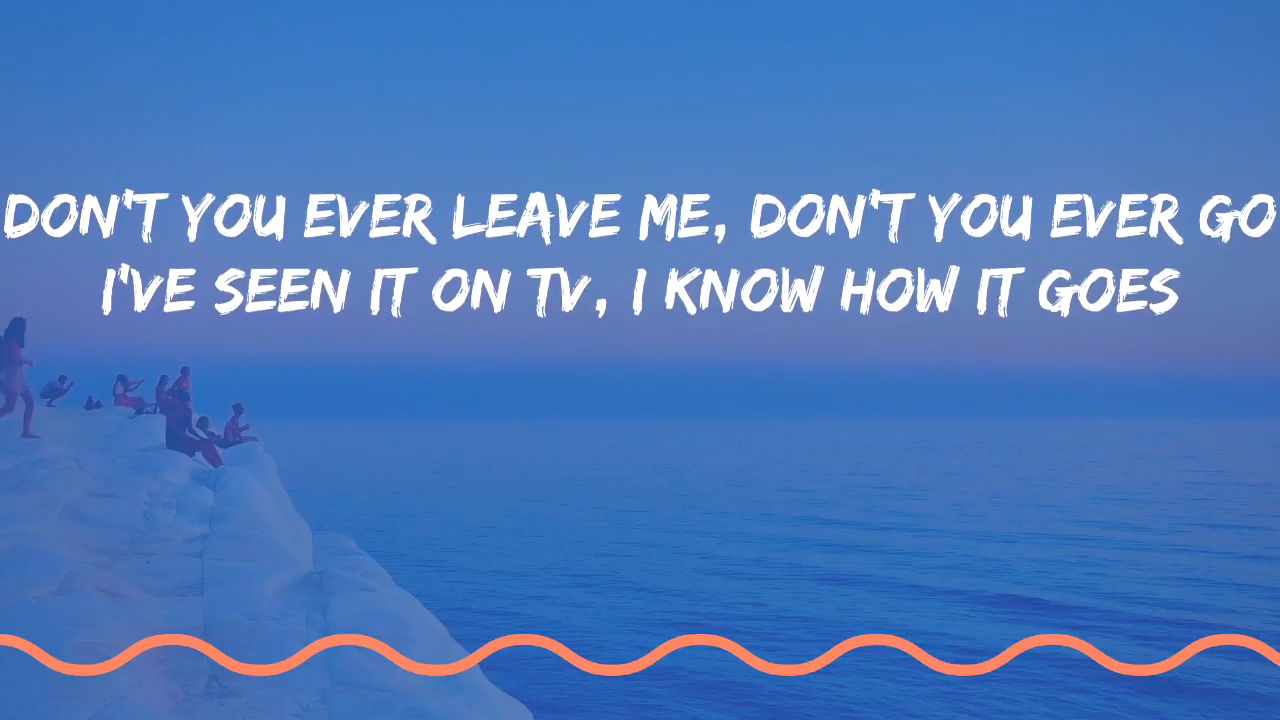 DON'T YOU EVER LEAVE ME, DON'T YOU EVER GO
I'VE SEEN IT ON TV, I KNOW HOW IT GOES